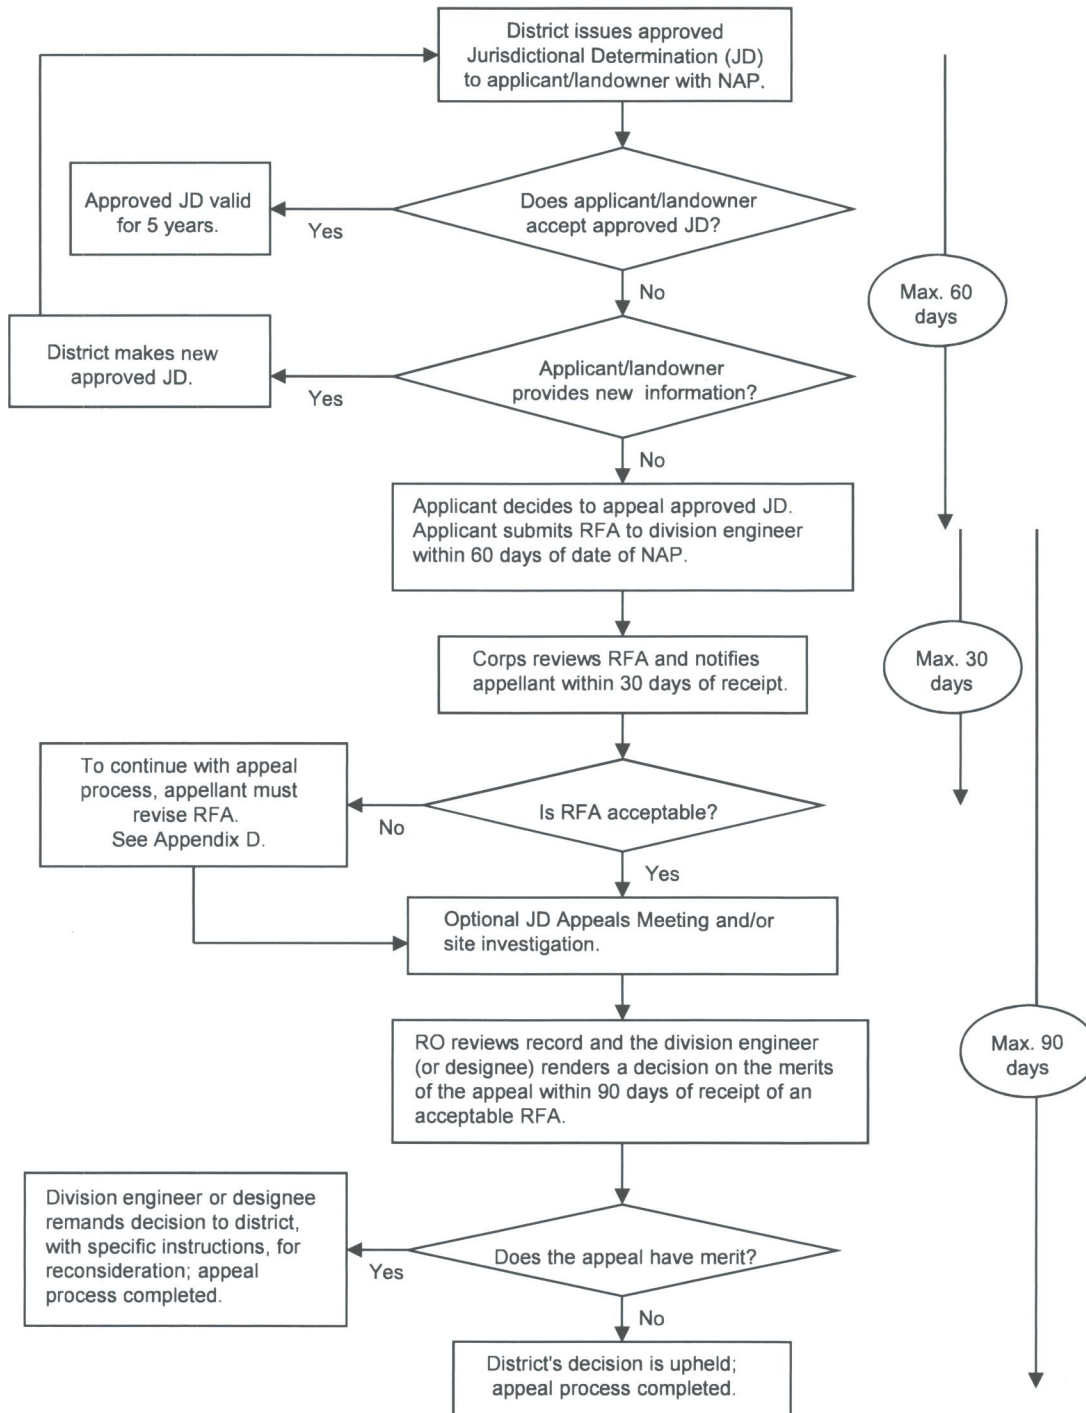 District issues approved
Jurisdictional Determination (JD)
to applicant/landowner with NAP.
Approved JD valid
for 5 years.
Yes
Does applicant/landowner
accept approved JD?
No
Max. 60
days
District makes new
approved JD.
Yes
Applicant/landowner
provides new information?
No
Applicant decides to appeal approved JD.
Applicant submits RFA to division engineer
within 60 days of date of NAP.
Corps reviews RFA and notifies
appellant within 30 days of receipt.
Max. 30
days
To continue with appeal
process, appellant must
revise RFA.
See Appendix D.
No
Is RFA acceptable?
Yes
Optional JD Appeals Meeting and/or
site investigation.
RO reviews record and the division engineer
(or designee) renders a decision on the merits
of the appeal within 90 days of receipt of an
acceptable RFA.
Max. 90
days
Division engineer or designee
remands decision to district,
with specific instructions, for
reconsideration; appeal
process completed.
Yes
Does the appeal have merit?
No
District's decision is upheld;
appeal process completed.